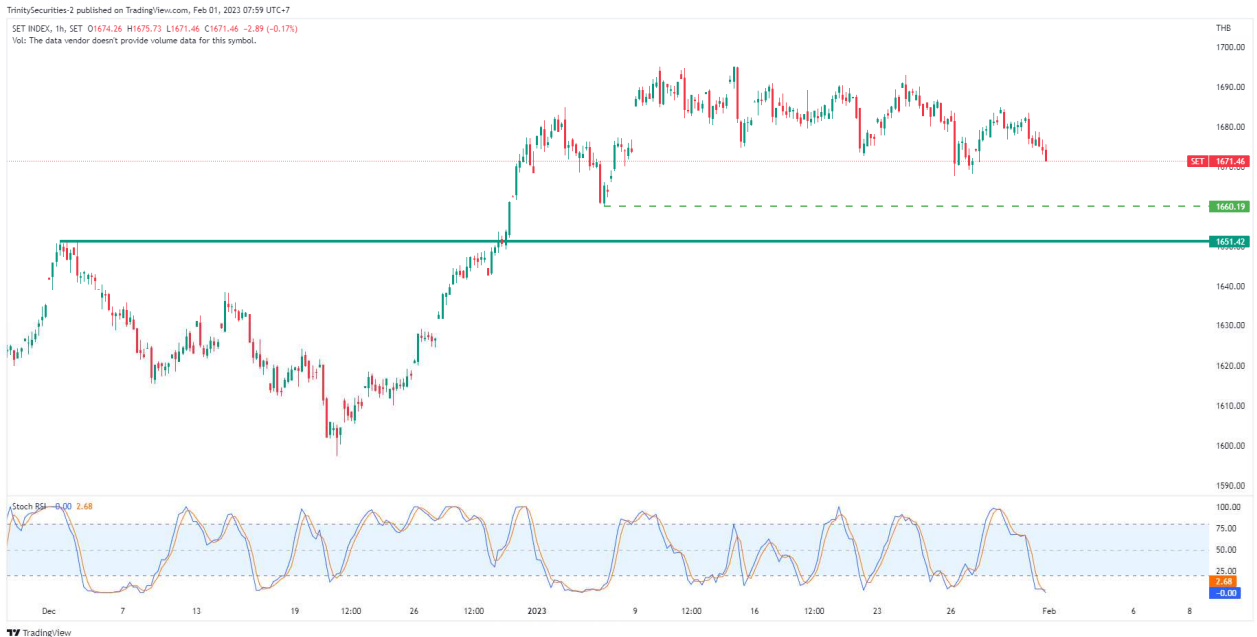 TrinitySecurities-2 published on TradingView.com, Feb 01, 2023 07:59 UTC+7
SET INDEX, 1h, SET O1674.26 H1675.73 L1671.46 C1671.46 −2.89 (−0.17%)
Vol: The data vendor doesn't provide volume data for this symbol.
THB
1700.00
1690.00
1680.00
SET 1671.46
1660.19
1651.42
1640.00
1630.00
1620.00
1610.00
1600.00
1590.00
Stoch RSI 0.00 2.68
100.00
75.00
50.00
25.00
2.68
−0.00
Dec 7 13 19 12:00 26 12:00 2023 9 12:00 16 12:00 23 26 Feb 6 8
TradingView